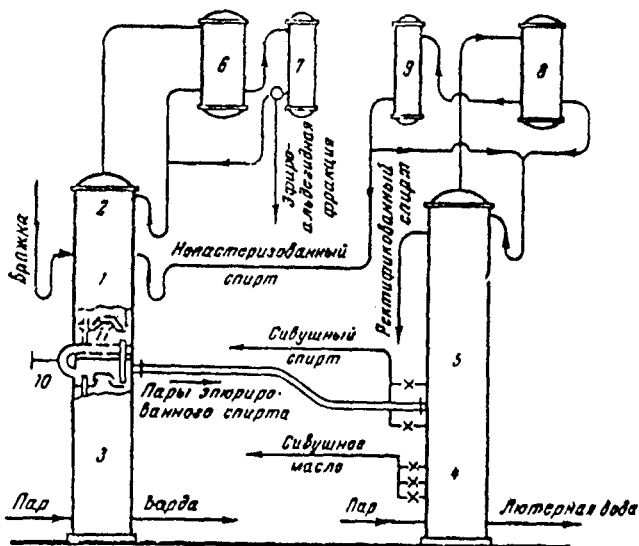 6
7
9
8
Эфиро-
альдегидная
фракция
Ректификованный
спирт
Бражка
2
1
Непастеризованный
спирт
11
10
Сивушный
спирт
5
Пары эпюриро-
ванного спирта
Сивушное
масло
3
4
Пар
Барда
Пар
Лютерная вода